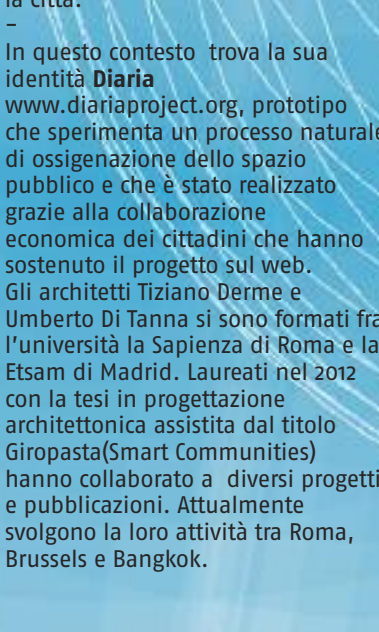 la città.
–
In questo contesto  trova la sua
identità Diaria
www.diariaproject.org, prototipo
che sperimenta un processo naturale
di ossigenazione dello spazio
pubblico e che è stato realizzato
grazie alla collaborazione
economica dei cittadini che hanno
sostenuto il progetto sul web.
Gli architetti Tiziano Derme e
Umberto Di Tanna si sono formati fra
l'università la Sapienza di Roma e la
Etsam di Madrid. Laureati nel 2012
con la tesi in progettazione
architettonica assistita dal titolo
Giropasta(Smart Communities)
hanno collaborato a  diversi progetti
e pubblicazioni. Attualmente
svolgono la loro attività tra Roma,
Brussels e Bangkok.